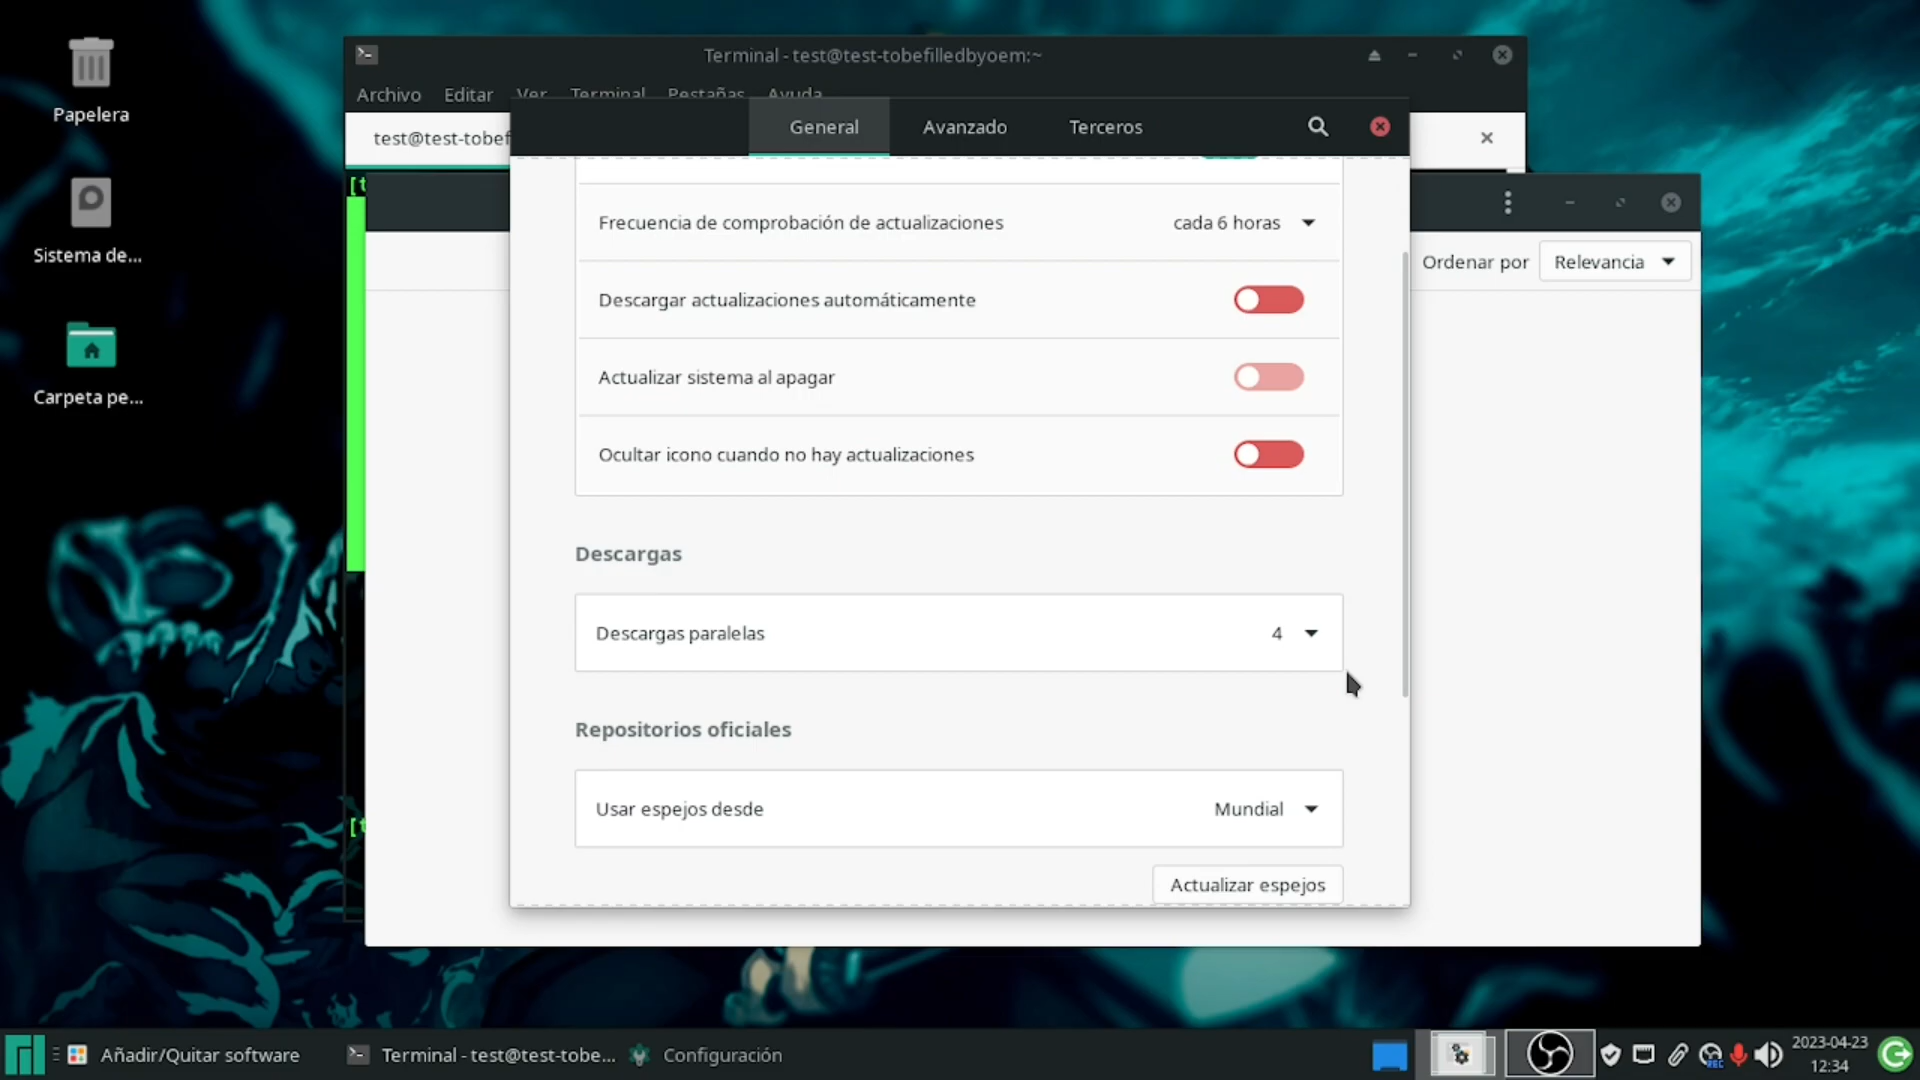 Papelera
Sistema de...
Carpeta pe...
Terminal - test@test-tobefilledbyoem:~
Archivo Editar Ver Terminal Pestañas Ayuda
test@test-tobef
[t
General Avanzado Terceros
Frecuencia de comprobación de actualizaciones cada 6 horas
Descargar actualizaciones automáticamente
Actualizar sistema al apagar
Ocultar icono cuando no hay actualizaciones
Descargas
Descargas paralelas 4
Repositorios oficiales
Usar espejos desde Mundial
Actualizar espejos
Ordenar por Relevancia
[t
Añadir/Quitar software
Terminal - test@test-tobe...
Configuración
REC
2023-04-23
12:34